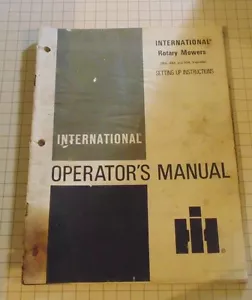 INTERNATIONAL®
Rotary Mowers
SETTING UP INSTRUCTIONS
INTERNATIONAL®
OPERATOR'S MANUAL
IH
®